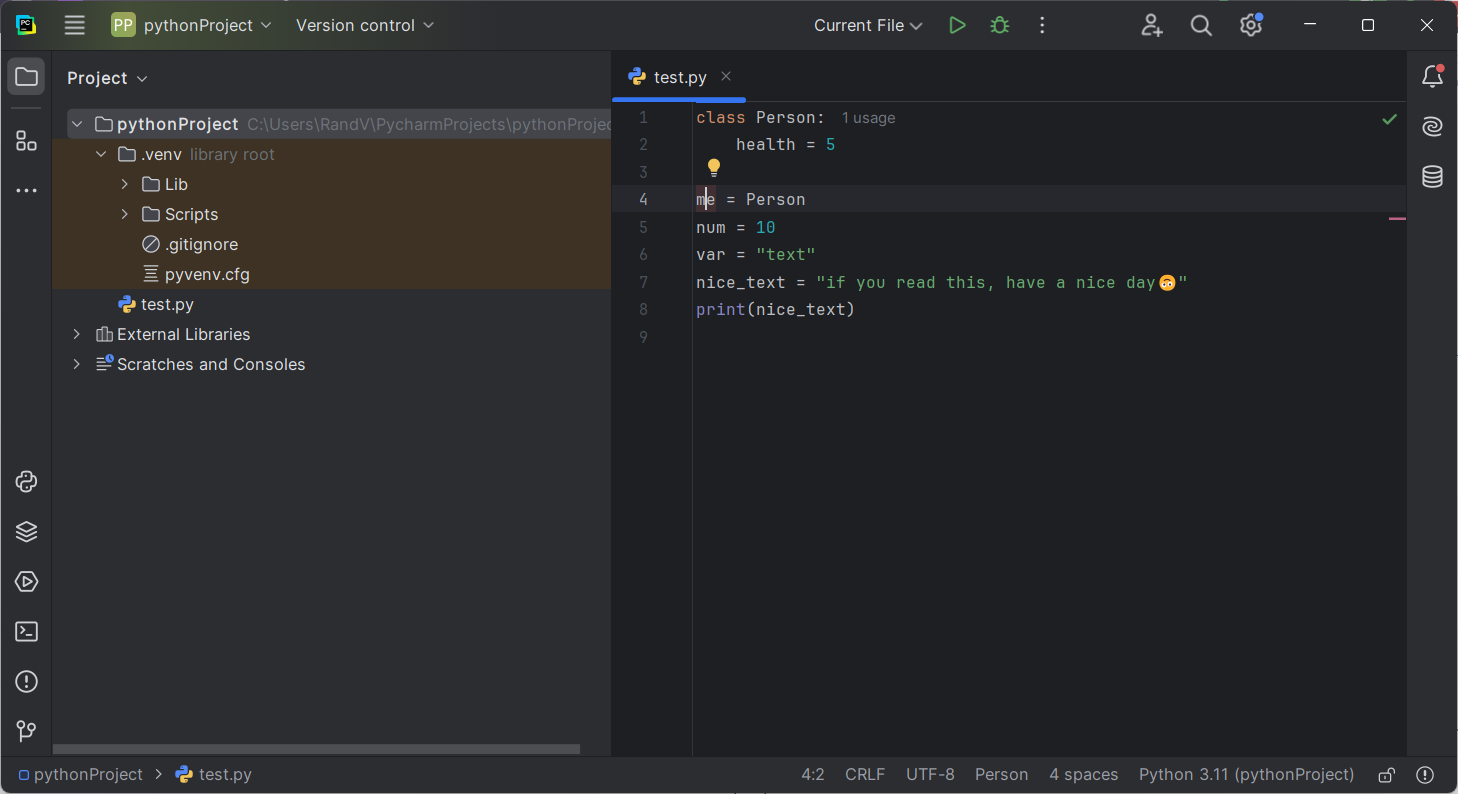 PP pythonProject Version control Current File
Project
pythonProject C:\Users\RandV\PycharmProjects\pythonProjec
.venv library root
Lib
Scripts
.gitignore
pyvenv.cfg
test.py
External Libraries
Scratches and Consoles
test.py
1 class Person: 1 usage
2 health = 5
3
4 me = Person
5 num = 10
6 var = "text"
7 nice_text = "if you read this, have a nice day🙃"
8 print(nice_text)
9
pythonProject > test.py 4:2 CRLF UTF-8 Person 4 spaces Python 3.11 (pythonProject)